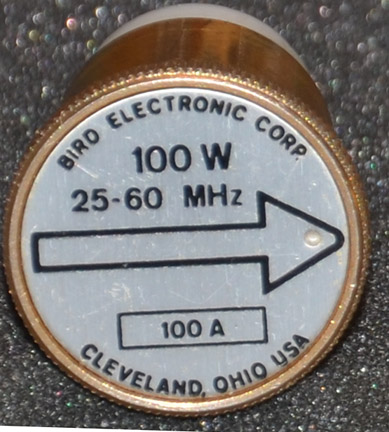 BIRD ELECTRONIC CORP.
100 W
25-60 MHz
100 A
CLEVELAND, OHIO USA